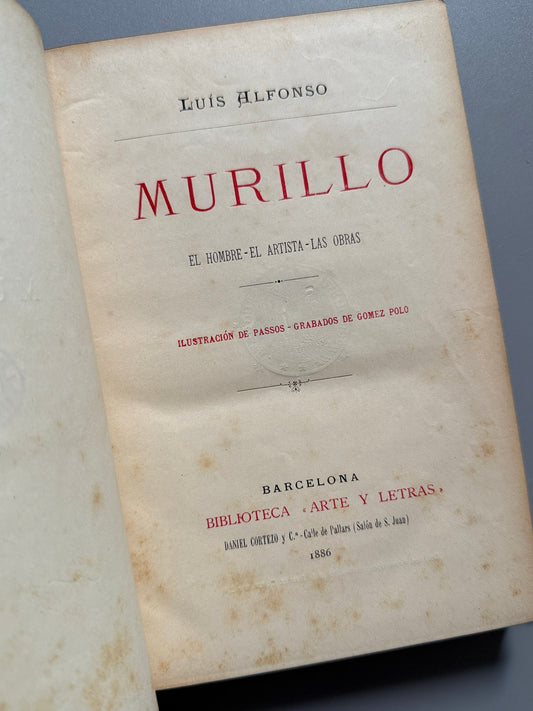 LUÍS ALFONSO
MURILLO
EL HOMBRE - EL ARTISTA - LAS OBRAS
ILUSTRACIÓN DE PASSOS - GRABADOS DE GOMEZ POLO
BARCELONA
BIBLIOTECA «ARTE Y LETRAS»
DANIEL CORTEZO y C.ª - Calle de Pallars (Salón de S. Juan)
1886